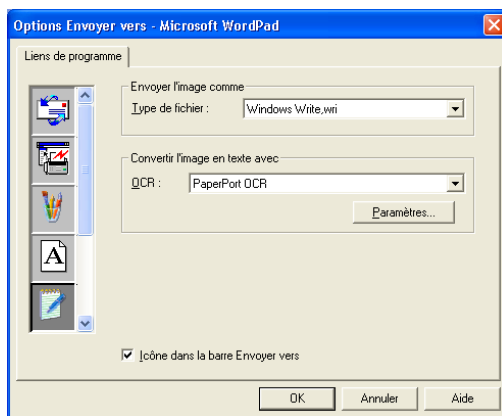 Options Envoyer vers - Microsoft WordPad
Liens de programme
Envoyer l'image comme
Type de fichier :
Windows Write,wri
Convertir l'image en texte avec
OCR :
PaperPort OCR
Paramètres...
A
Icône dans la barre Envoyer vers
OK
Annuler
Aide